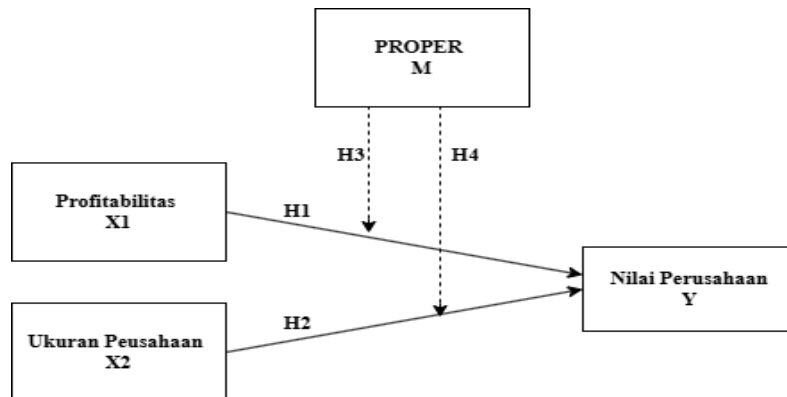 PROPER
M
H3
H4
Profitabilitas
X1
H1
Nilai Perusahaan
Y
H2
Ukuran Peusahaan
X2